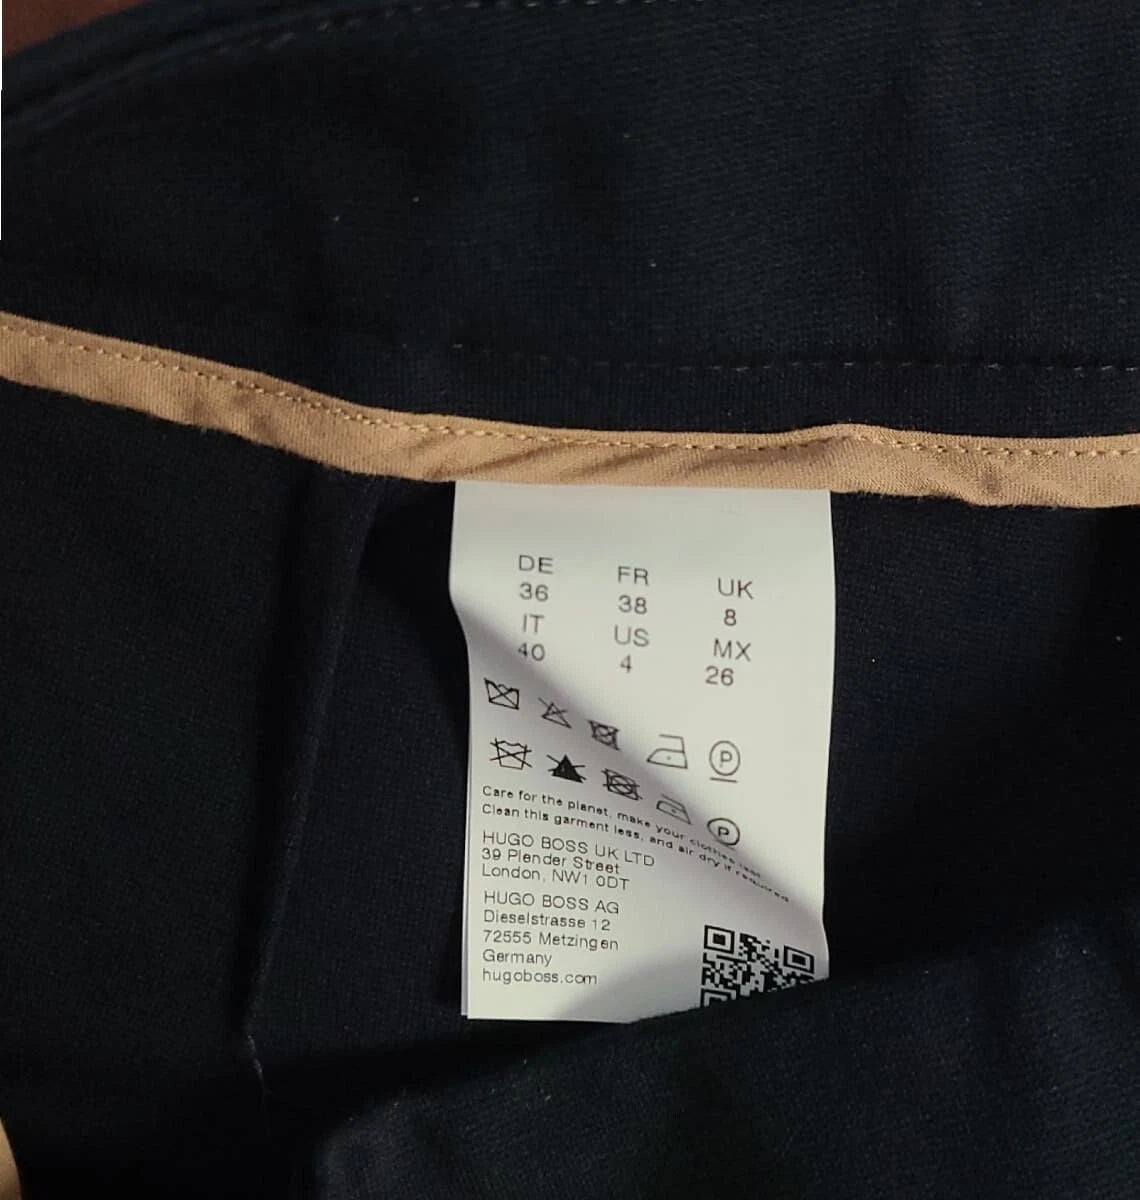 DE FR UK
36 38 8
IT US MX
40 4 26
P
P
Care for the planet, make your clothes last.
Clean this garment less, and air dry if required
HUGO BOSS UK LTD
39 Plender Street
London, NW1 0DT
HUGO BOSS AG
Dieselstrasse 12
72555 Metzingen
Germany
hugoboss.com